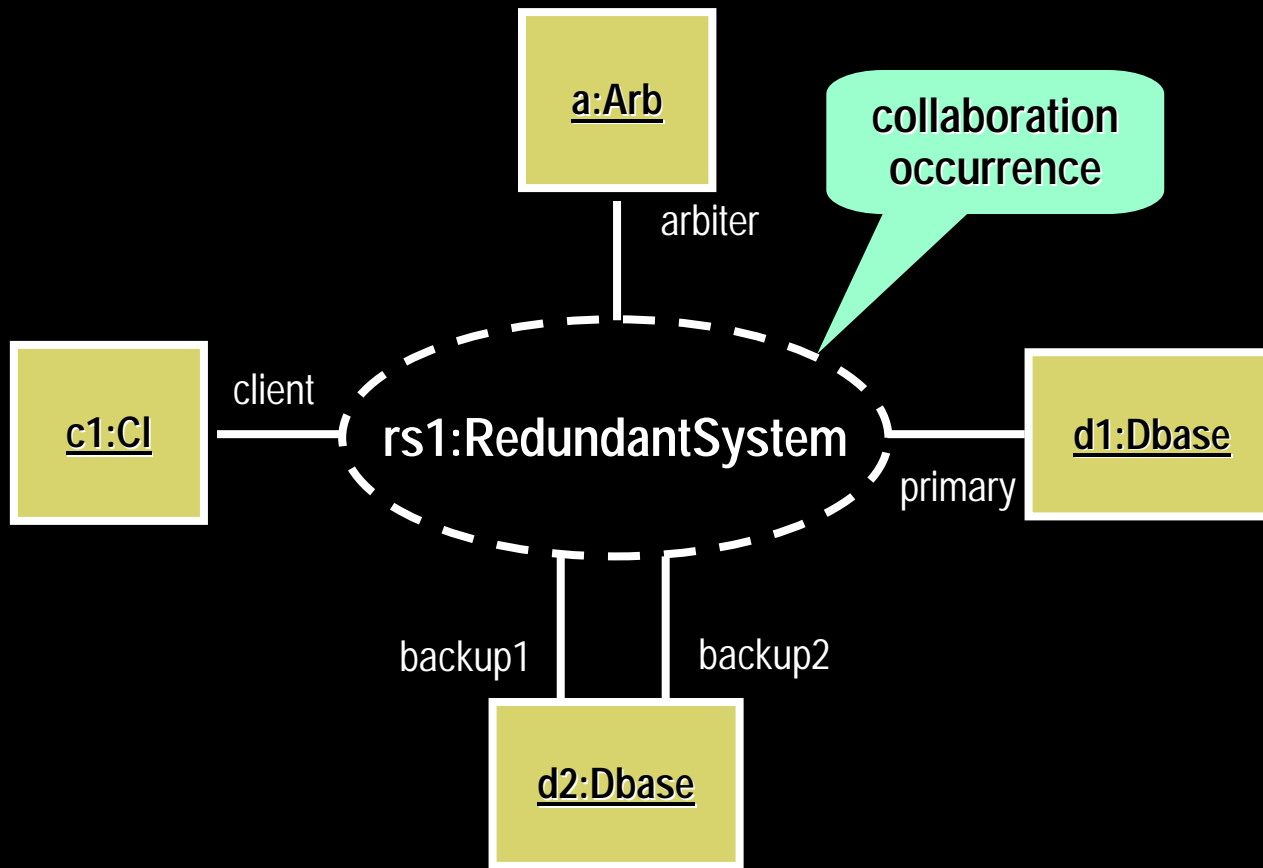 a:Arb
collaboration
occurrence
arbiter
client
c1:Cl
rs1:RedundantSystem
d1:Dbase
primary
backup1
backup2
d2:Dbase